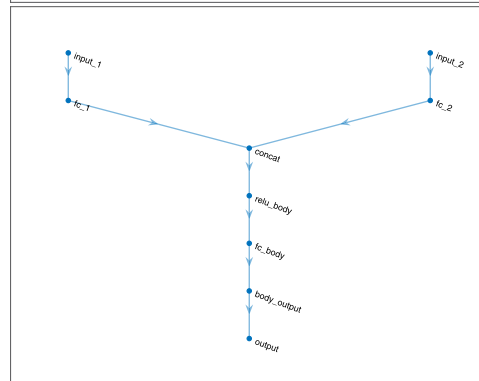 input_1
input_2
fc_1
fc_2
concat
relu_body
fc_body
body_output
output